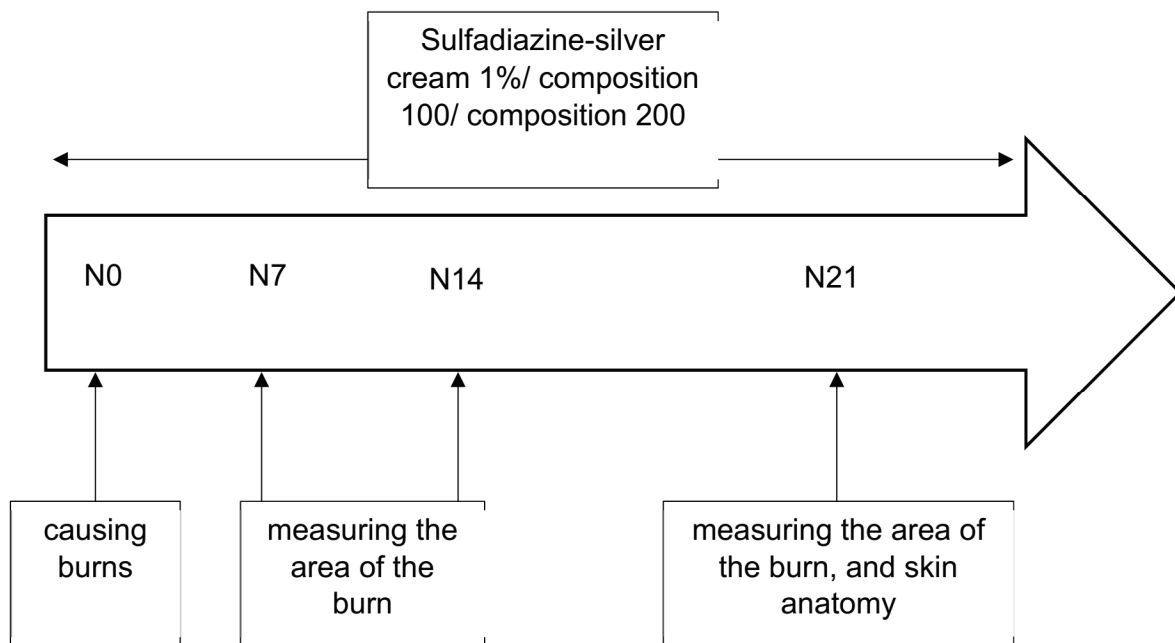 Sulfadiazine-silver
cream 1%/ composition
100/ composition 200
N0
N7
N14
N21
causing
burns
measuring the
area of the
burn
measuring the area of
the burn, and skin
anatomy